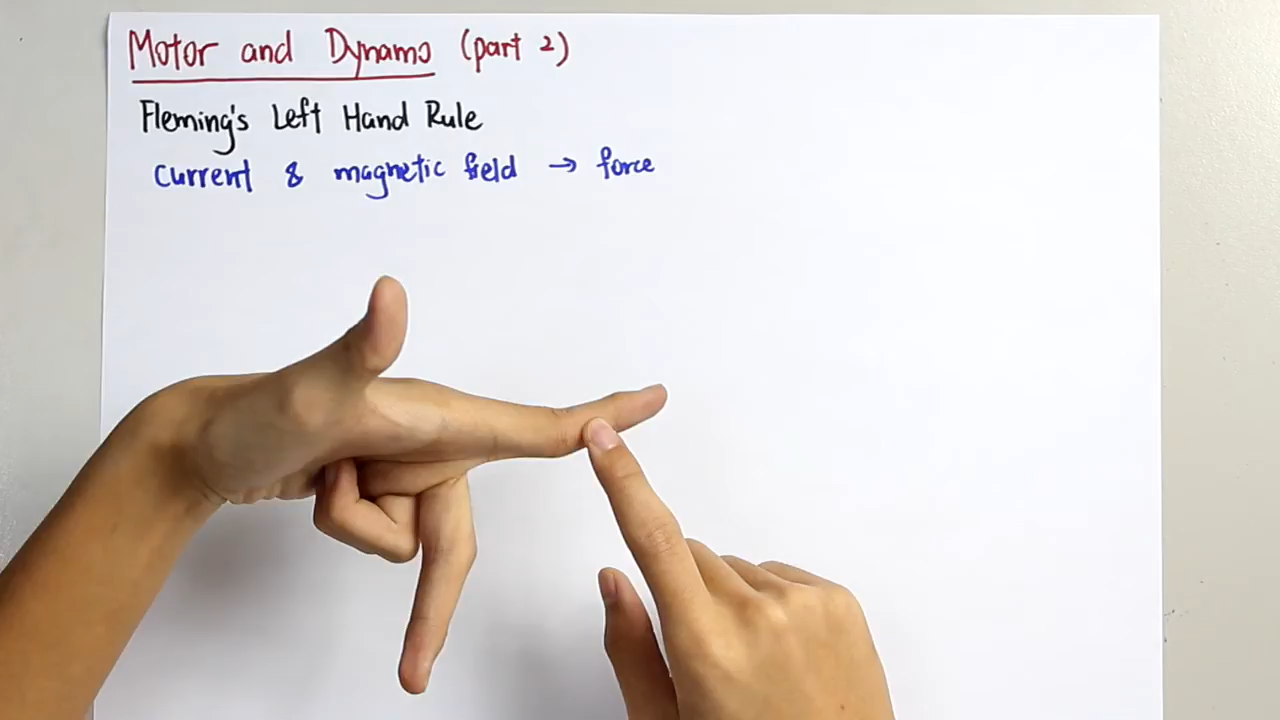 Motor and Dynamo (part 2)
Fleming's Left Hand Rule
current & magnetic field → force